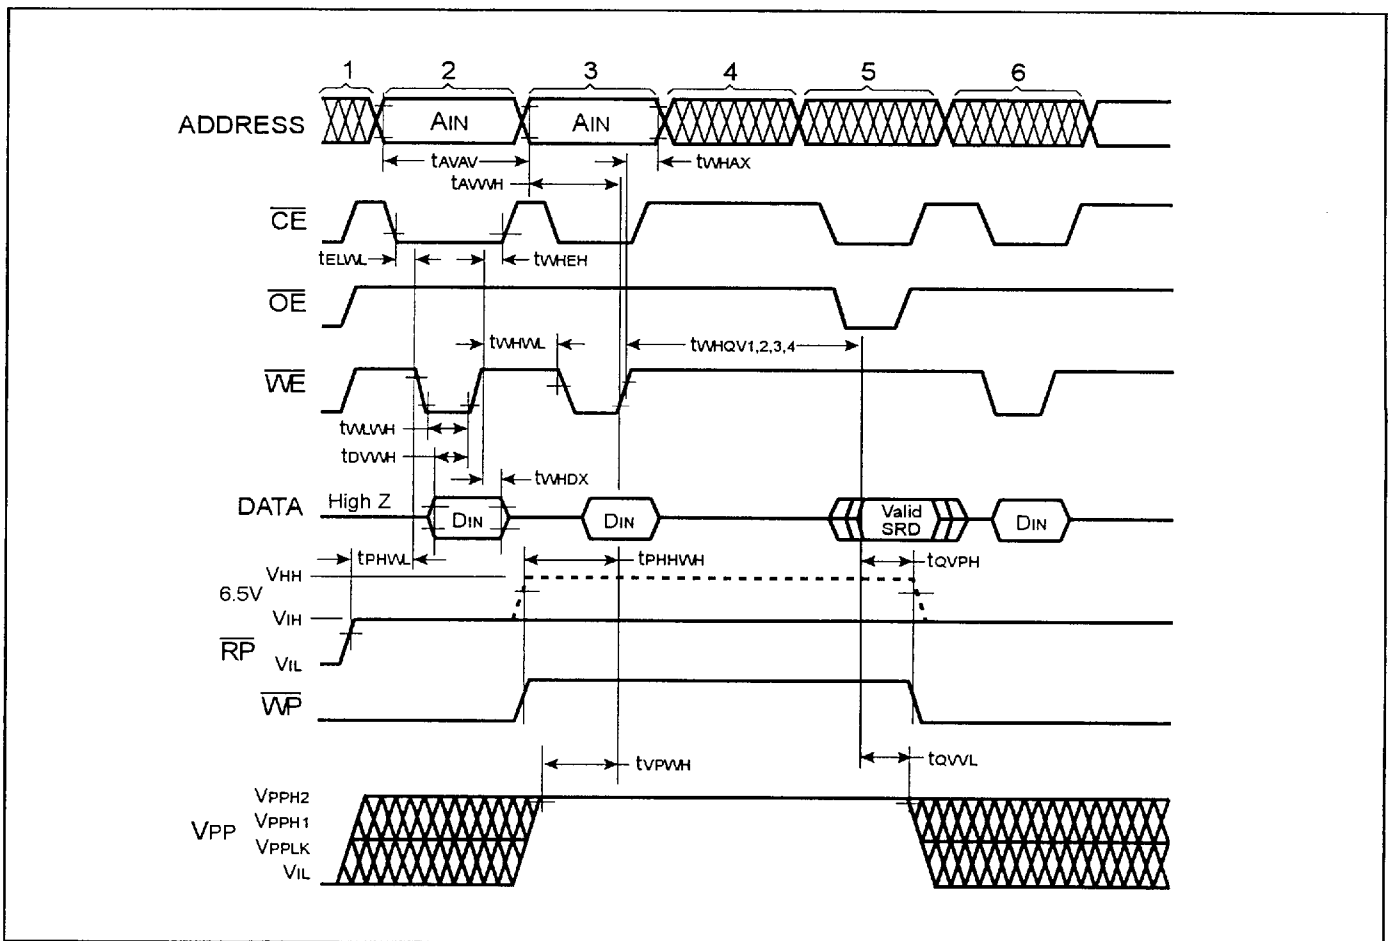 1 2 3 4 5 6
ADDRESS AIN AIN
tAVAV tWHAX
tAVWH
CE
tELWL tWHEH
OE
tWHWL tWHQV1,2,3,4
WE
tWLWH
tDVWH
tWHDX
DATA High Z DIN DIN Valid SRD DIN
tPHWL tPHHWH tQVPH
VHH
6.5V
VIH
RP
VIL
WP
tVPWH tQVVL
VPPH2
VPP VPPH1
VPPLK
VIL